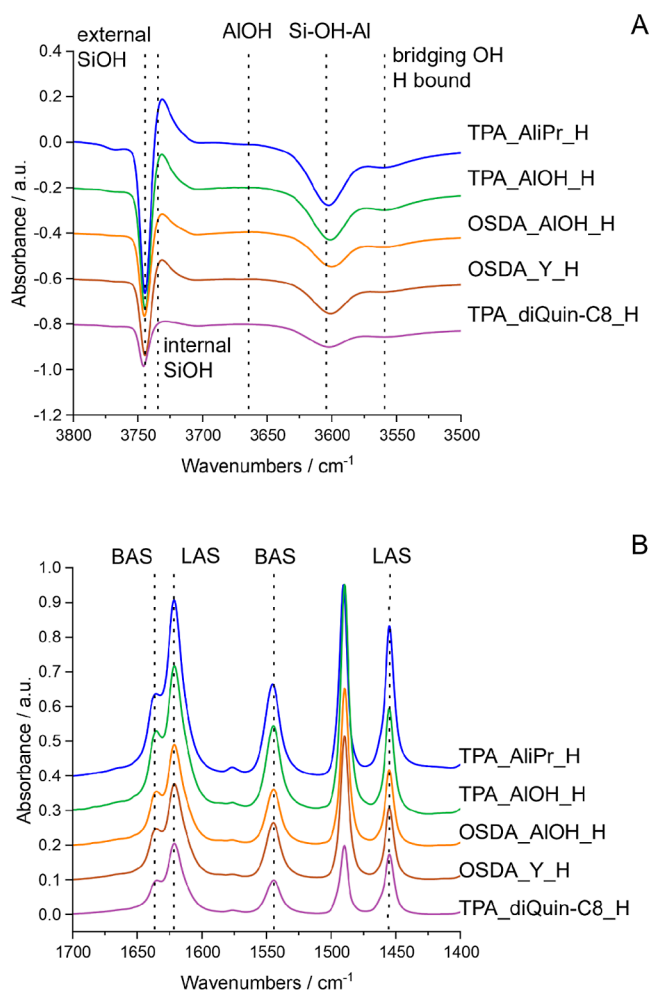 A
external
SiOH
AlOH
Si-OH-Al
bridging OH
H bound
0.4
0.2
0.0
-0.2
-0.4
-0.6
-0.8
-1.0
-1.2
Absorbance / a.u.
TPA_AliPr_H
TPA_AlOH_H
OSDA_AlOH_H
OSDA_Y_H
TPA_diQuin-C8_H
internal
SiOH
3800 3750 3700 3650 3600 3550 3500
Wavenumbers / cm-1
B
BAS LAS BAS LAS
1.0
0.9
0.8
0.7
0.6
0.5
0.4
0.3
0.2
0.1
0.0
Absorbance / a.u.
TPA_AliPr_H
TPA_AlOH_H
OSDA_AlOH_H
OSDA_Y_H
TPA_diQuin-C8_H
1700 1650 1600 1550 1500 1450 1400
Wavenumbers / cm-1